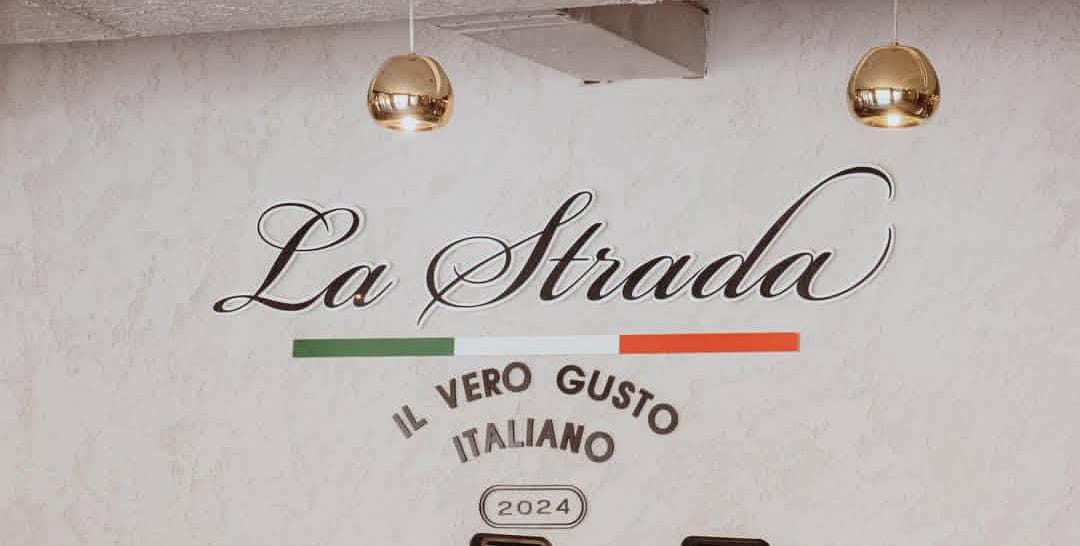 La Strada
IL VERO GUSTO
ITALIANO
2024